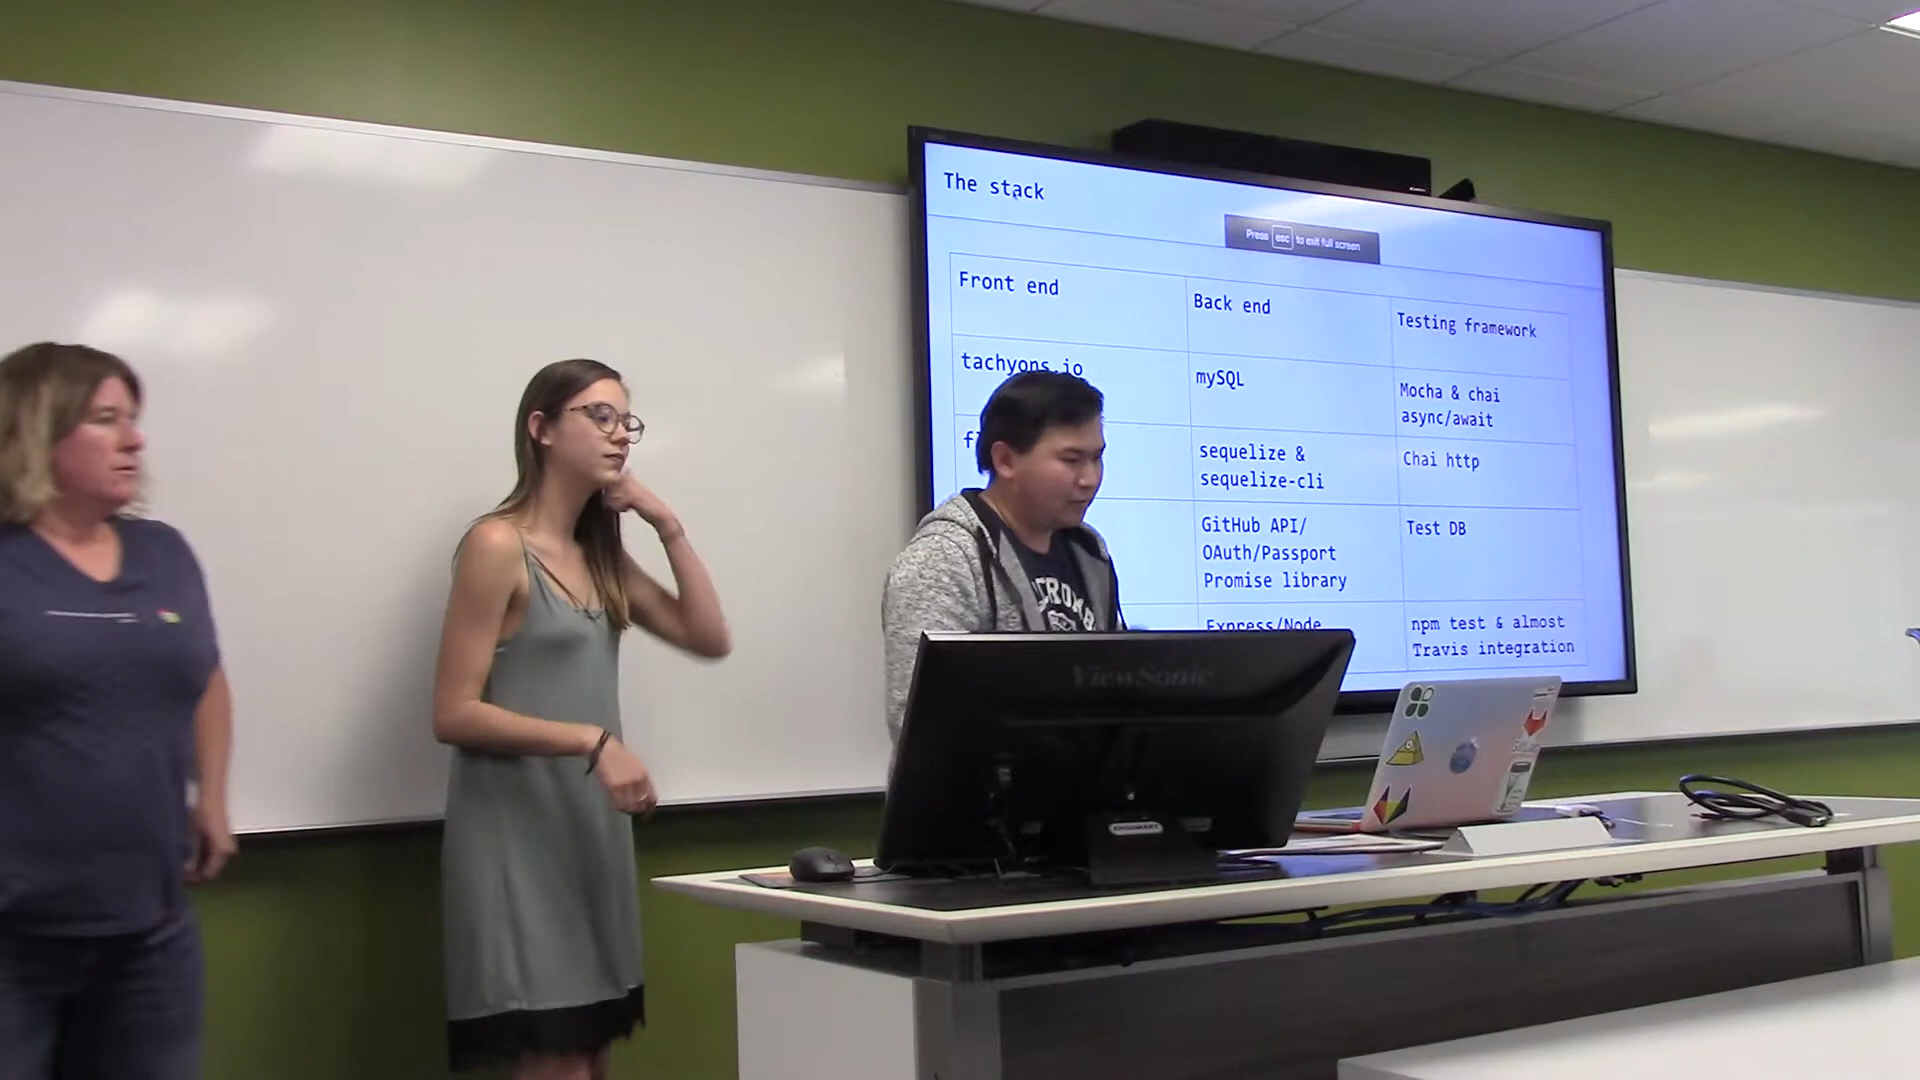 The stack
Press esc to exit full screen
Front end
Back end
Testing framework
tachyons.io
mySQL
Mocha & chai
async/await
sequelize &
sequelize-cli
Chai http
GitHub API/
OAuth/Passport
Promise library
Test DB
Express/Node
npm test & almost
Travis integration
ViewSonic